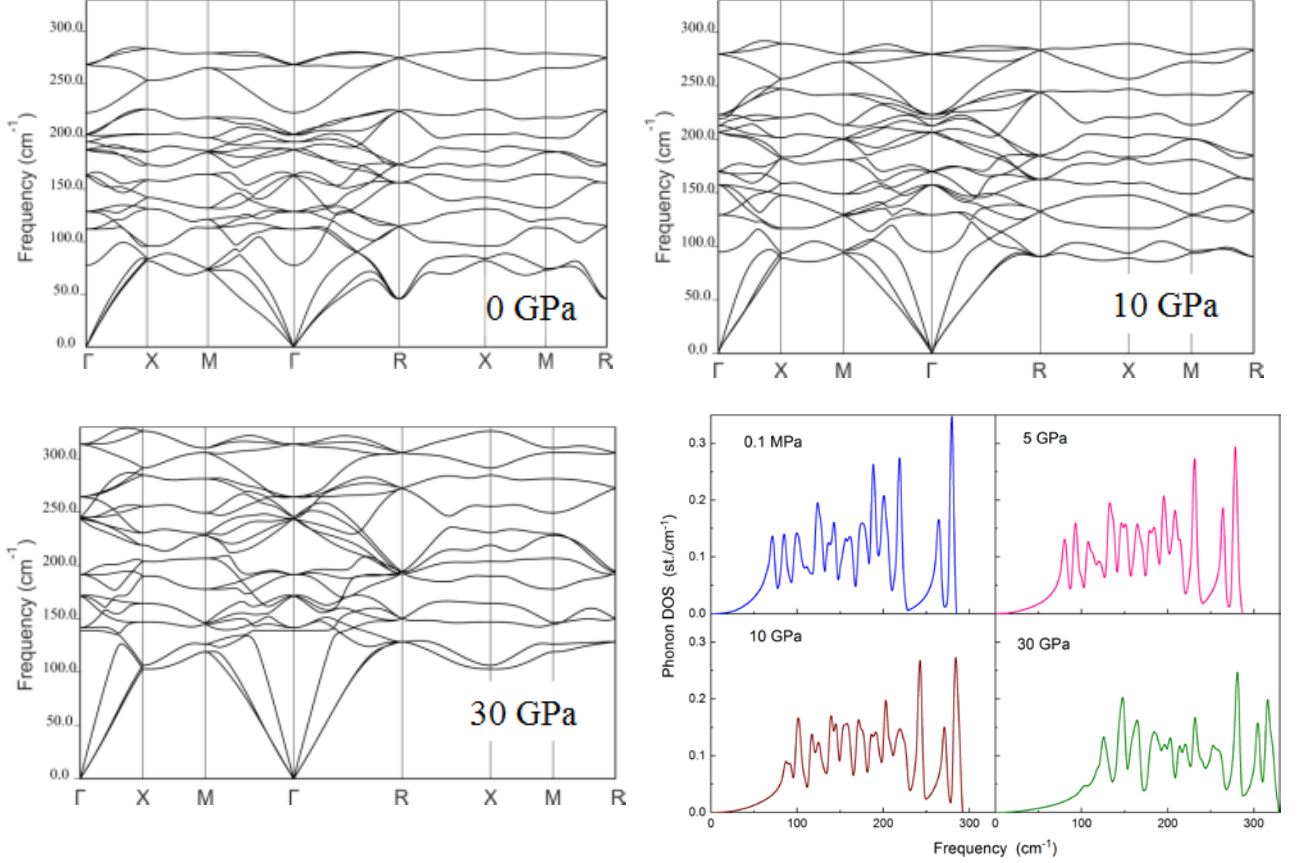 300.0
250.0
200.0
150.0
100.0
50.0
0.0
Frequency (cm-1)
0 GPa
Γ X M Γ R X M R
300.0
250.0
200.0
150.0
100.0
50.0
0.0
Frequency (cm-1)
10 GPa
Γ X M Γ R X M R
300.0
250.0
200.0
150.0
100.0
50.0
0.0
Frequency (cm-1)
30 GPa
Γ X M Γ R X M R
0.3
0.2
0.1
0.0
0.3
0.2
0.1
0.0
Phonon DOS (st./cm-1)
0.1 MPa
5 GPa
10 GPa
30 GPa
0 100 200 300 0 100 200 300
Frequency (cm-1)